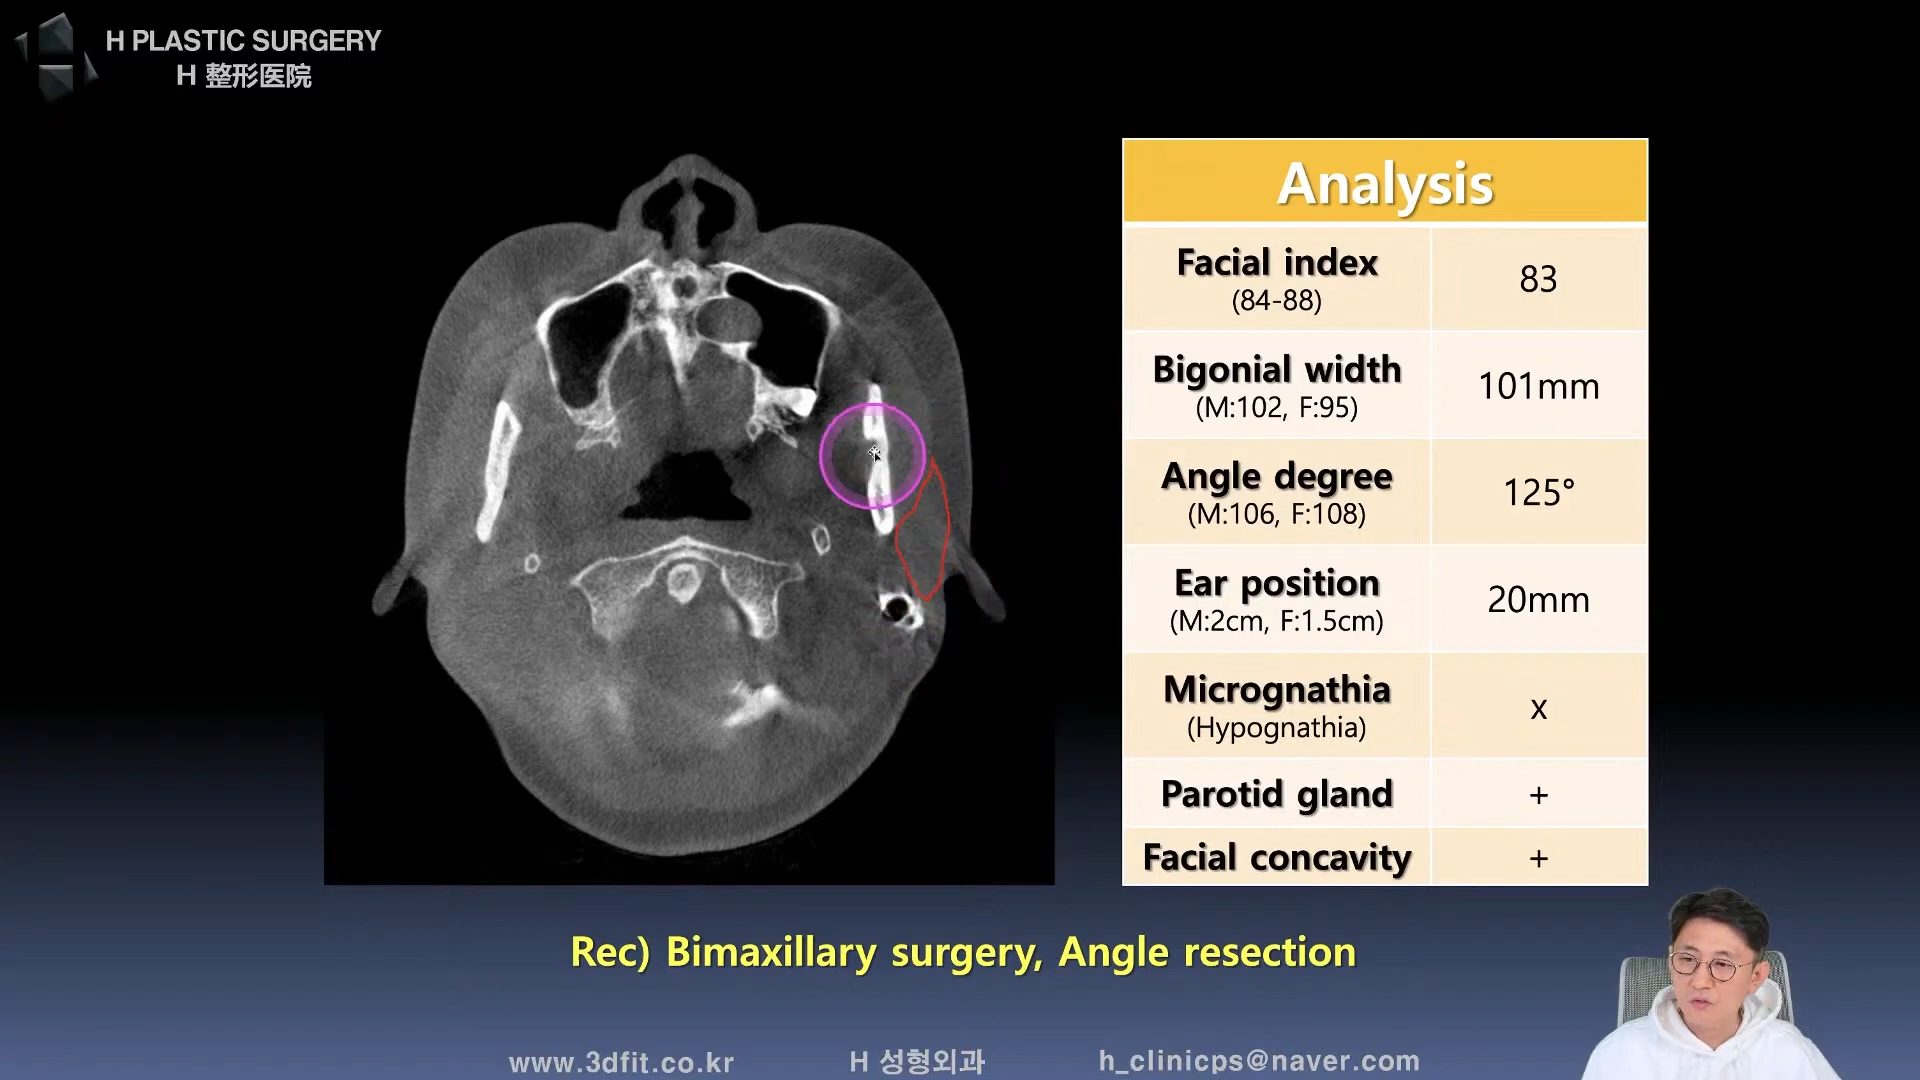 H PLASTIC SURGERY
H 整形医院
Analysis
Facial index
(84-88)
83
Bigonial width
(M:102, F:95)
101mm
Angle degree
(M:106, F:108)
125°
Ear position
(M:2cm, F:1.5cm)
20mm
Micrognathia
(Hypognathia)
x
Parotid gland
+
Facial concavity
+
Rec) Bimaxillary surgery, Angle resection
www.3dfit.co.kr
H 성형외과
h_clinicps@naver.com